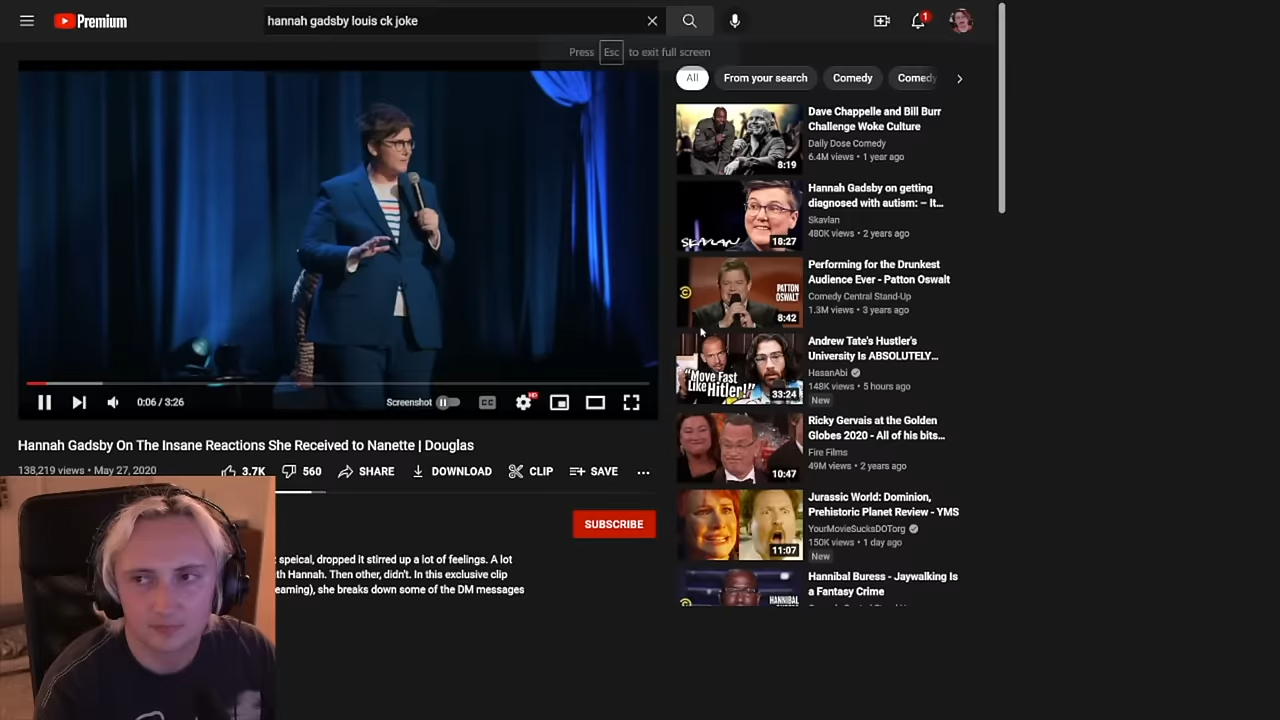 Premium
hannah gadsby louis ck joke
1
Press Esc to exit full screen
All
From your search
Comedy
Comedy
Dave Chappelle and Bill Burr
Challenge Woke Culture
Daily Dose Comedy
6.4M views • 1 year ago
8:19
Hannah Gadsby on getting
diagnosed with autism: – It...
Skavlan
480K views • 2 years ago
SKAVLAN
18:27
Performing for the Drunkest
Audience Ever - Patton Oswalt
Comedy Central Stand-Up
1.3M views • 3 years ago
PATTON
OSWALT
8:42
Andrew Tate's Hustler's
University Is ABSOLUTELY...
HasanAbi
148K views • 5 hours ago
New
"Move Fast
Like Hitler!"
33:24
Ricky Gervais at the Golden
Globes 2020 - All of his bits...
Fire Films
49M views • 2 years ago
10:47
Jurassic World: Dominion,
Prehistoric Planet Review - YMS
YourMovieSucksDOTorg
150K views • 1 day ago
New
11:07
Hannibal Buress - Jaywalking Is
a Fantasy Crime
HANNIBAL
0:06 / 3:26
Screenshot
CC
HD
Hannah Gadsby On The Insane Reactions She Received to Nanette | Douglas
138,219 views • May 27, 2020
3.7K
560
SHARE
DOWNLOAD
CLIP
SAVE
SUBSCRIBE
speical, dropped it stirred up a lot of feelings. A lot
th Hannah. Then other, didn't. In this exclusive clip
eaming), she breaks down some of the DM messages